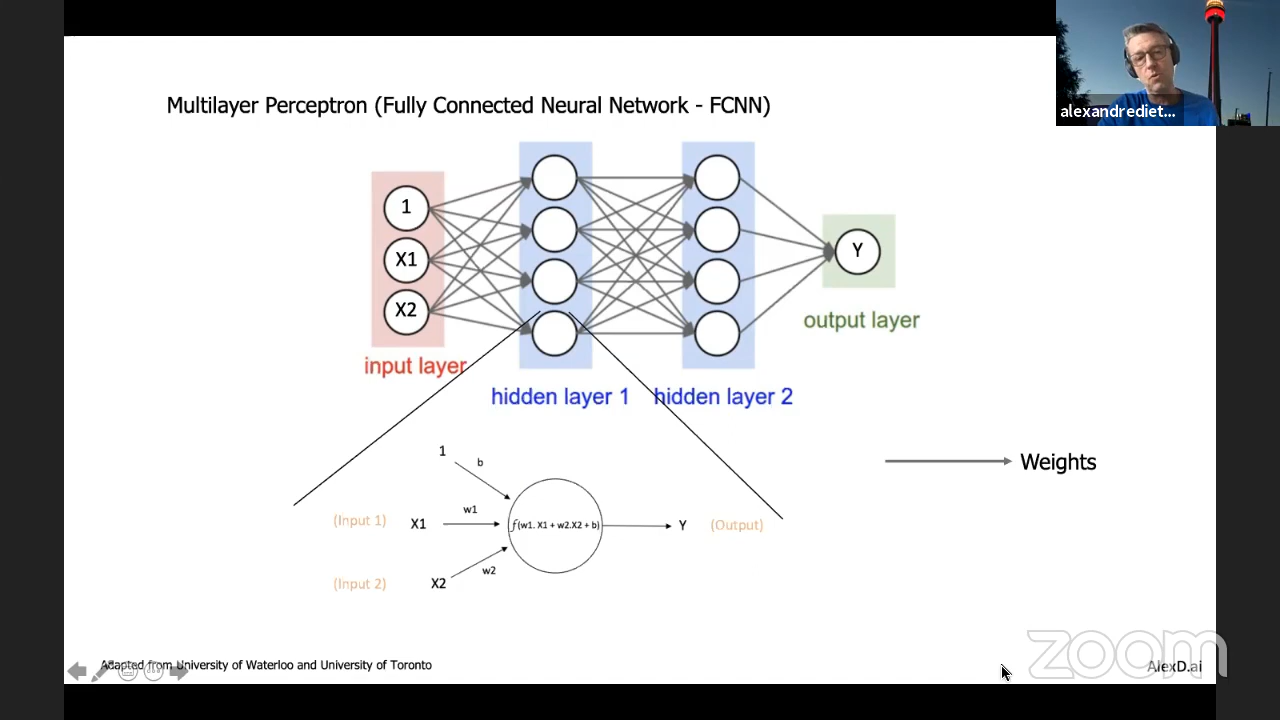 alexandrediet...
Multilayer Perceptron (Fully Connected Neural Network - FCNN)
1
X1
X2
Y
input layer
hidden layer 1
hidden layer 2
output layer
Weights
1
b
(Input 1)
X1
w1
f(w1. X1 + w2.X2 + b)
Y
(Output)
(Input 2)
X2
w2
Adapted from University of Waterloo and University of Toronto
zoom
AlexD.ai